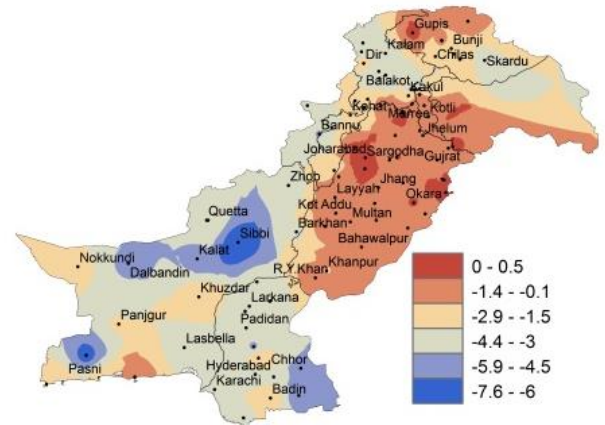 Gupis
Kalam
Bunji
Dir
Chilas
Skardu
Balakot
Kakul
Kohat
Murree
Kotli
Bannu
Jhelum
Joharabad
Sargodha
Gujrat
Zhob
Jhang
Layyah
Okara
Quetta
Kot Addu
Multan
Barkhan
Sibbi
Kalat
Bahawalpur
Nokkundi
Dalbandin
R.Y.Khan
Khanpur
Khuzdar
Larkana
Panjgur
Padidan
Lasbella
Pasni
Hyderabad
Chhor
Karachi
Badin
0 - 0.5
-1.4 - -0.1
-2.9 - -1.5
-4.4 - -3
-5.9 - -4.5
-7.6 - -6